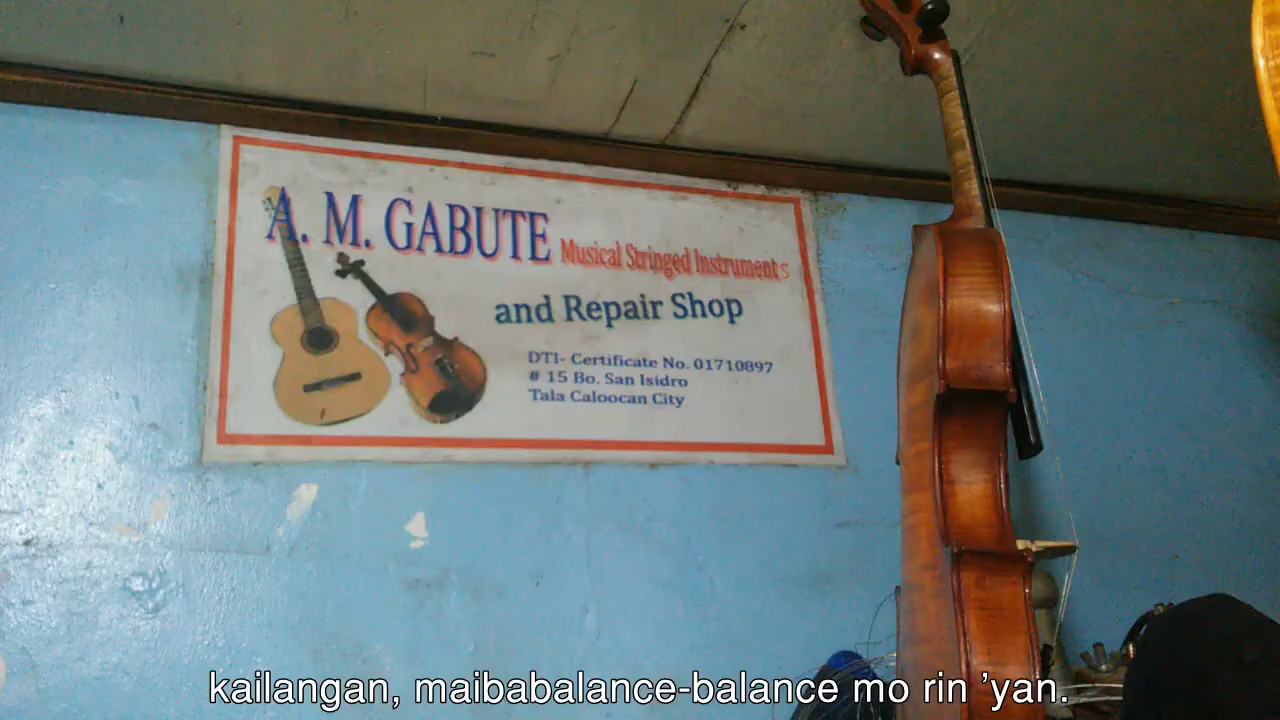 A. M. GABUTE Musical Stringed Instruments
and Repair Shop
DTI- Certificate No. 01710897
# 15 Bo. San Isidro
Tala Caloocan City
kailangan, maibabalance-balance mo rin ’yan.